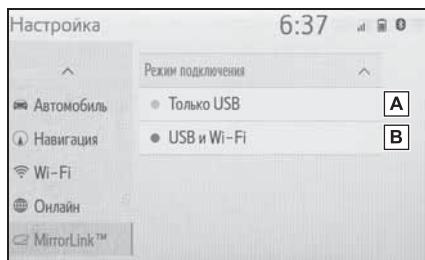 Настройка 6:37
Режим подключения
Автомобиль Только USB A
Навигация USB и Wi-Fi B
Wi-Fi
Онлайн
MirrorLink™